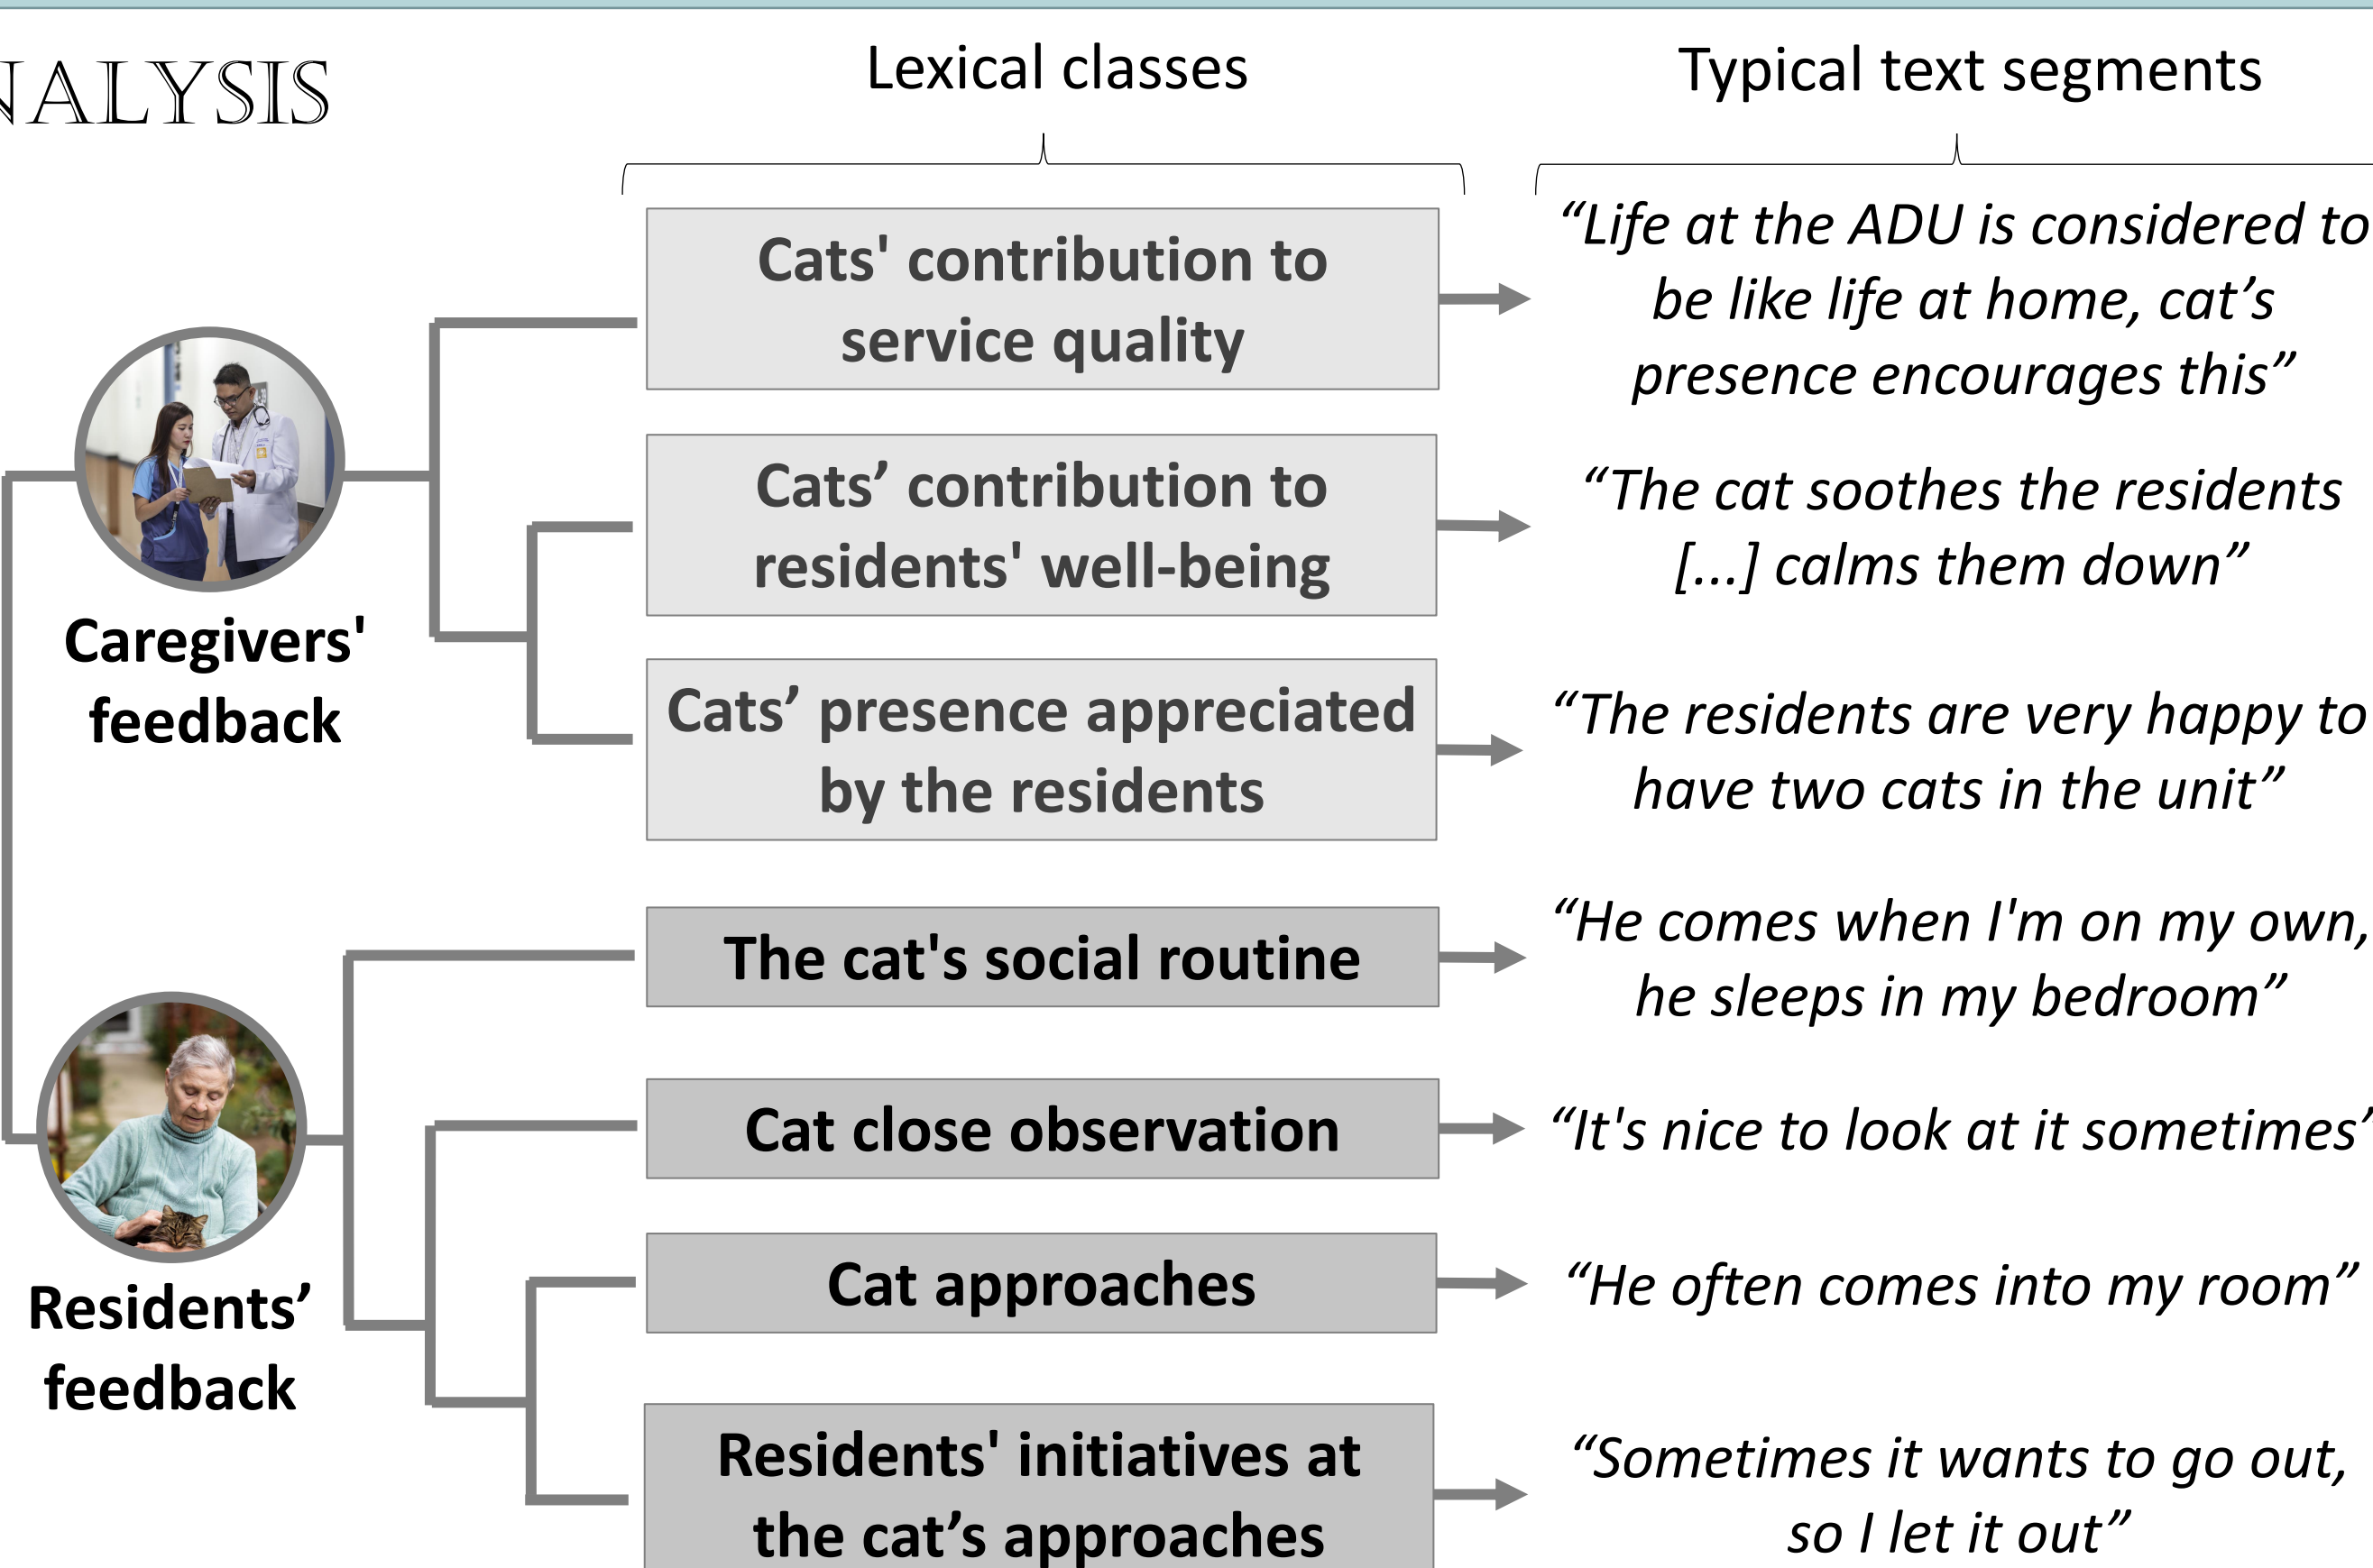 NALYSIS
Lexical classes
Typical text segments
Cats' contribution to
service quality
“Life at the ADU is considered to
be like life at home, cat’s
presence encourages this”
Caregivers'
feedback
Cats’ contribution to
residents' well-being
“The cat soothes the residents
[...] calms them down”
Cats’ presence appreciated
by the residents
“The residents are very happy to
have two cats in the unit”
Residents’
feedback
The cat's social routine
“He comes when I'm on my own,
he sleeps in my bedroom”
Cat close observation
“It's nice to look at it sometimes”
Cat approaches
“He often comes into my room”
Residents' initiatives at
the cat’s approaches
“Sometimes it wants to go out,
so I let it out”